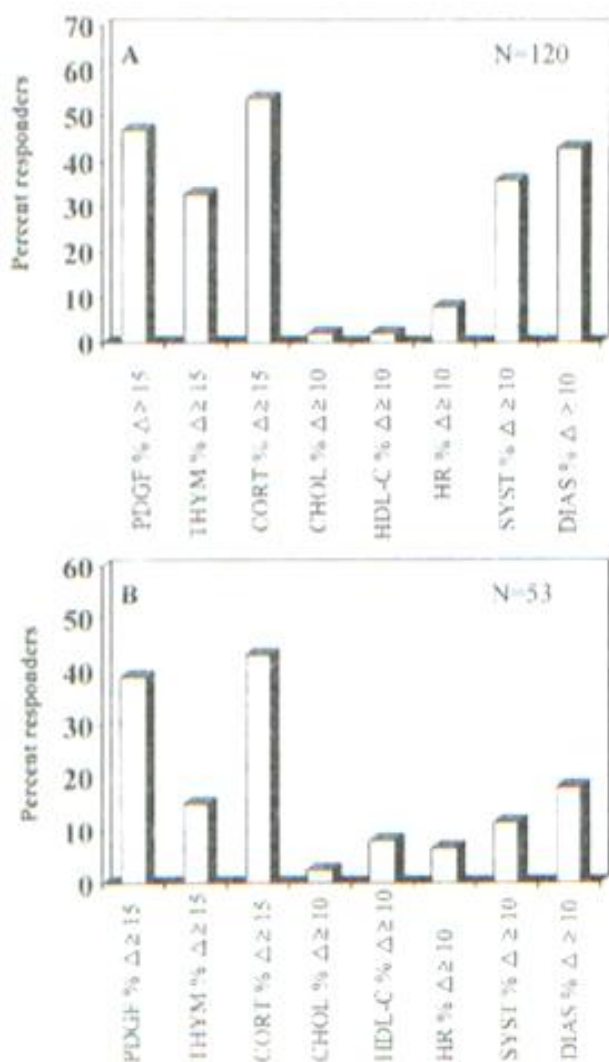 A
N=120
Percent responders
70
60
50
40
30
20
10
0
PDGF % Δ > 15
THYM % Δ ≥ 15
CORT % Δ ≥ 15
CHOL % Δ ≥ 10
HDL-C % Δ ≥ 10
HR % Δ ≥ 10
SYST % Δ ≥ 10
DIAS % Δ > 10
B
N=53
Percent responders
60
50
40
30
20
10
0
PDGF % Δ ≥ 15
THYM % Δ ≥ 15
CORT % Δ ≥ 15
CHOL % Δ ≥ 10
HDL-C % Δ ≥ 10
HR % Δ ≥ 10
SYST % Δ ≥ 10
DIAS % Δ > 10